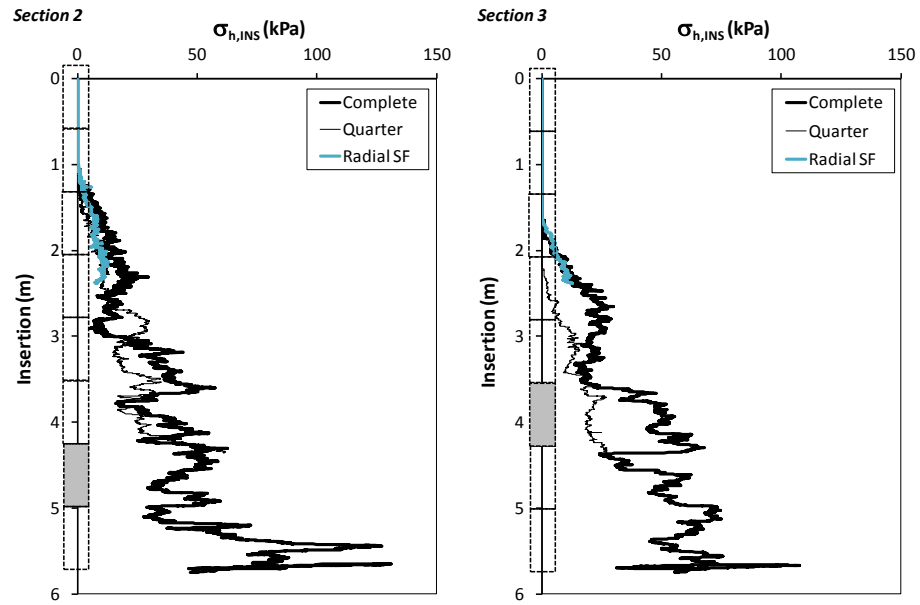 Section 2
σh,INS (kPa)
0 50 100 150
0
1
2
3
4
5
6
Insertion (m)
Complete
Quarter
Radial SF
Section 3
σh,INS (kPa)
0 50 100 150
0
1
2
3
4
5
6
Insertion (m)
Complete
Quarter
Radial SF